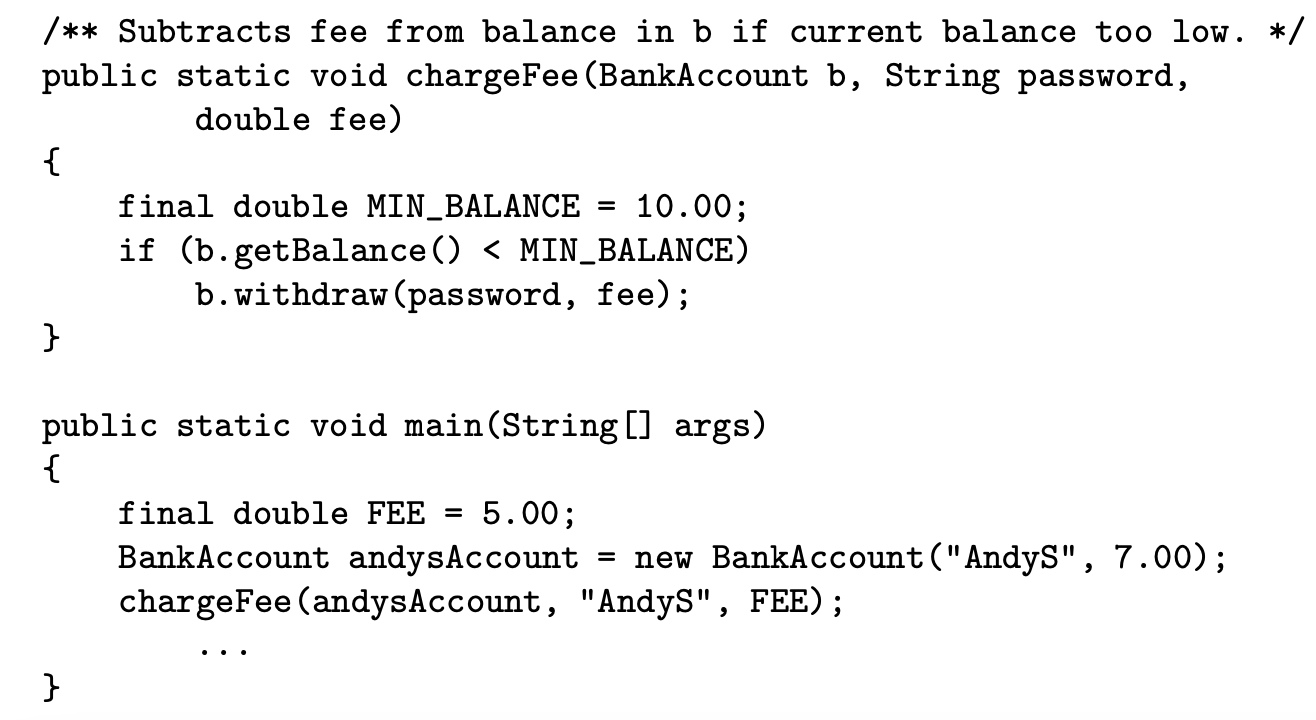 /** Subtracts fee from balance in b if current balance too low. */
public static void chargeFee(BankAccount b, String password,
        double fee)
{
    final double MIN_BALANCE = 10.00;
    if (b.getBalance() < MIN_BALANCE)
        b.withdraw(password, fee);
}

public static void main(String[] args)
{
    final double FEE = 5.00;
    BankAccount andysAccount = new BankAccount("AndyS", 7.00);
    chargeFee(andysAccount, "AndyS", FEE);
        ...
}